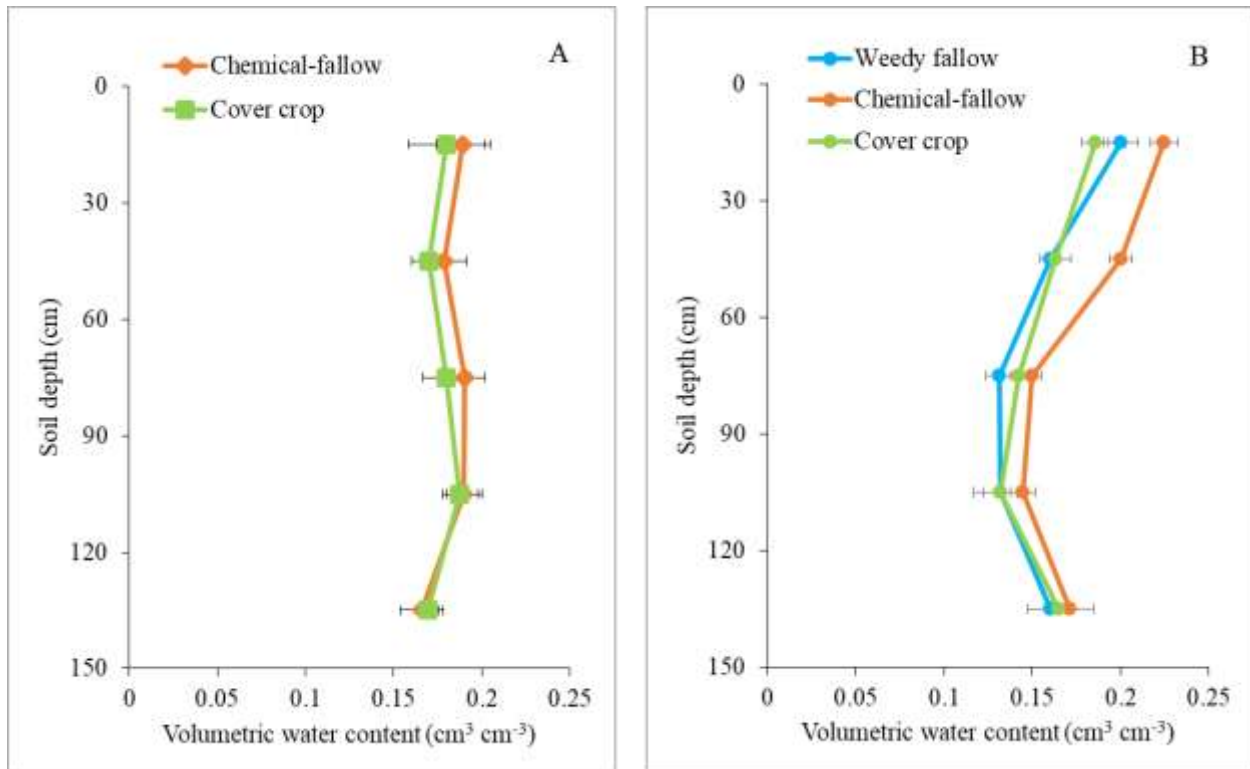 A
Chemical-fallow
Cover crop
0
30
60
90
120
150
Soil depth (cm)
0 0.05 0.1 0.15 0.2 0.25
Volumetric water content (cm³ cm⁻³)
B
Weedy fallow
Chemical-fallow
Cover crop
0
30
60
90
120
150
Soil depth (cm)
0 0.05 0.1 0.15 0.2 0.25
Volumetric water content (cm³ cm⁻³)